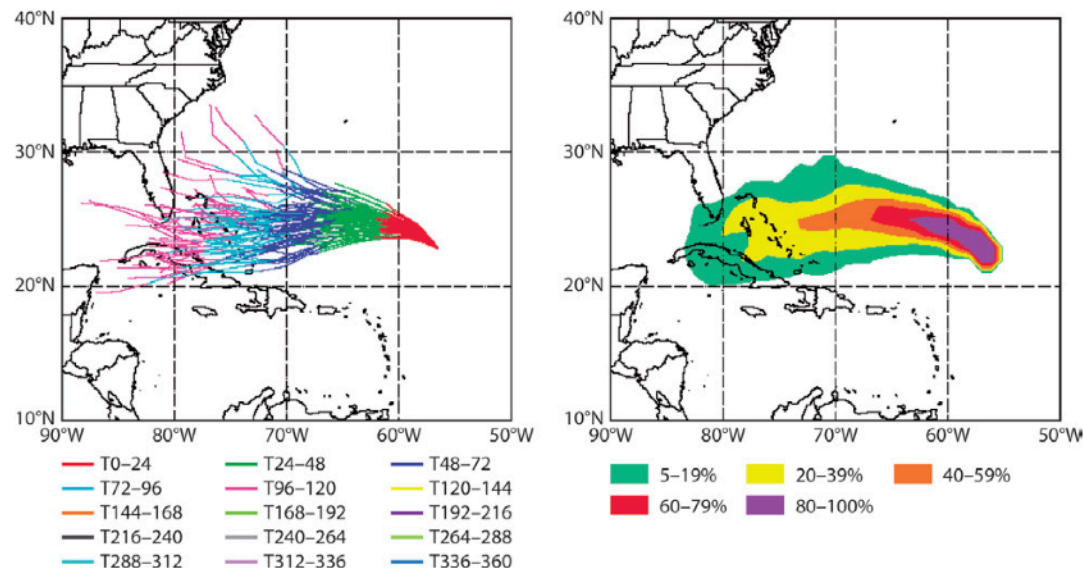 40°N
30°N
20°N
10°N
90°W 80°W 70°W 60°W 50°W
T0–24 T24–48 T48–72
T72–96 T96–120 T120–144
T144–168 T168–192 T192–216
T216–240 T240–264 T264–288
T288–312 T312–336 T336–360
40°N
30°N
20°N
10°N
90°W 80°W 70°W 60°W 50°W
5–19% 20–39% 40–59%
60–79% 80–100%